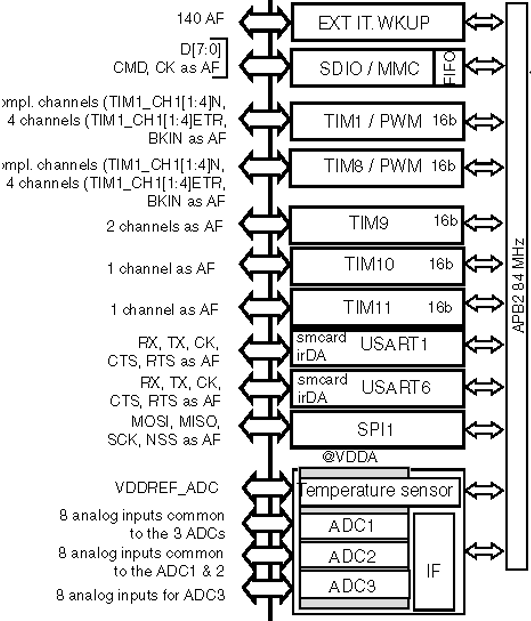 140 AF
EXT IT. WKUP
D[7:0]
CMD, CK as AF
SDIO / MMC
FIFO
ompl. channels (TIM1_CH1[1:4]N,
4 channels (TIM1_CH1[1:4]ETR,
BKIN as AF
TIM1 / PWM 16b
ompl. channels (TIM1_CH1[1:4]N,
4 channels (TIM1_CH1[1:4]ETR,
BKIN as AF
TIM8 / PWM 16b
2 channels as AF
TIM9 16b
1 channel as AF
TIM10 16b
1 channel as AF
TIM11 16b
RX, TX, CK,
CTS, RTS as AF
smcard
irDA
USART1
RX, TX, CK,
CTS, RTS as AF
smcard
irDA
USART6
MOSI, MISO,
SCK, NSS as AF
SPI1
@VDDA
VDDREF_ADC
Temperature sensor
8 analog inputs common
to the 3 ADCs
ADC1
8 analog inputs common
to the ADC1 & 2
ADC2
8 analog inputs for ADC3
ADC3
IF
APB2 84 MHz